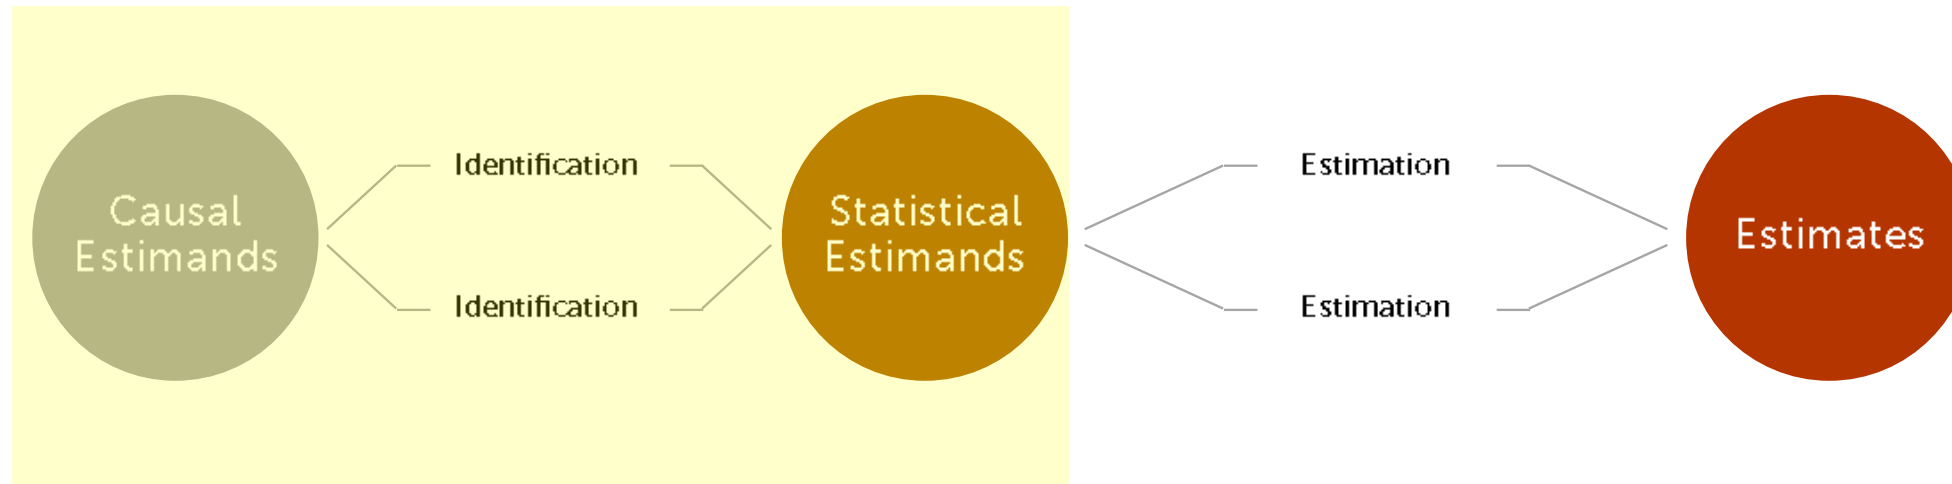 Causal
Estimands
Identification
Identification
Statistical
Estimands
Estimation
Estimation
Estimates